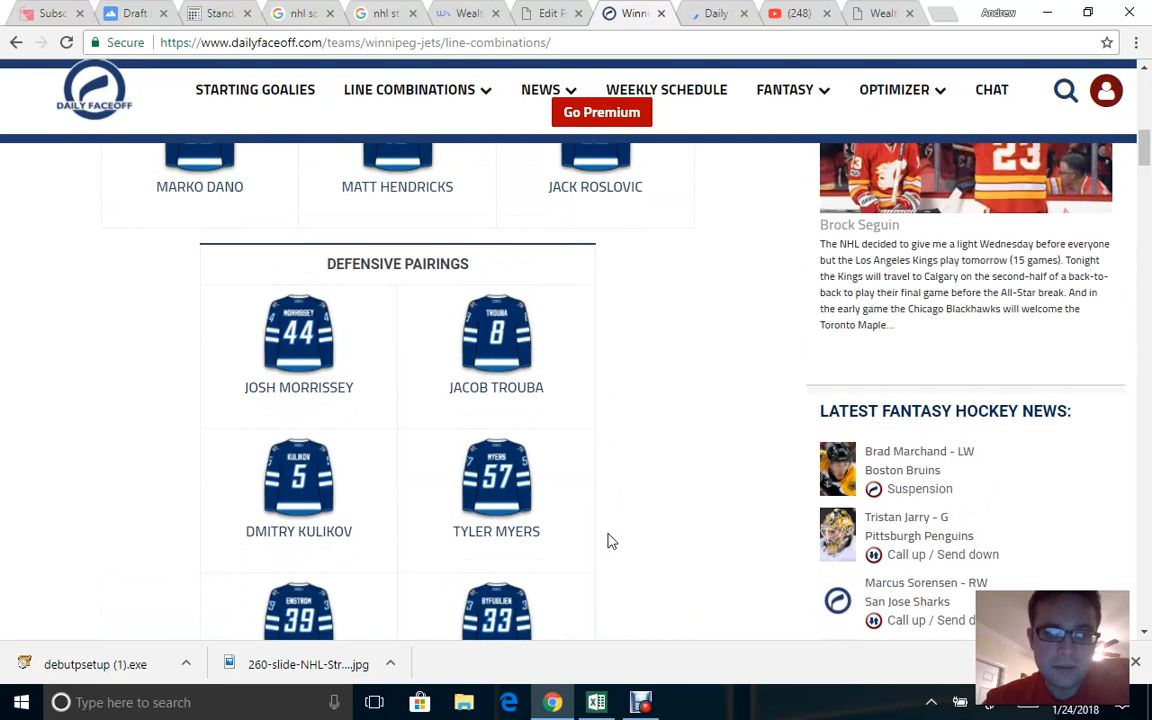 Subsc
Draft
Stand
nhl sc
nhl st
Wealt
Edit P
Winni
Daily
(248)
Wealt
Andrew
Secure
https://www.dailyfaceoff.com/teams/winnipeg-jets/line-combinations/
DAILY FACEOFF
STARTING GOALIES
LINE COMBINATIONS
NEWS
WEEKLY SCHEDULE
FANTASY
OPTIMIZER
CHAT
Go Premium
MARKO DANO
MATT HENDRICKS
JACK ROSLOVIC
23
Brock Seguin
The NHL decided to give me a light Wednesday before everyone
but the Los Angeles Kings play tomorrow (15 games). Tonight
the Kings will travel to Calgary on the second-half of a back-to-
back to play their final game before the All-Star break. And in
the early game the Chicago Blackhawks will welcome the
Toronto Maple...
DEFENSIVE PAIRINGS
MORRISSEY
44
JOSH MORRISSEY
TROUBA
8
JACOB TROUBA
KULIKOV
5
DMITRY KULIKOV
MYERS
57
TYLER MYERS
ENSTROM
39
BYFUGLIEN
33
LATEST FANTASY HOCKEY NEWS:
Brad Marchand - LW
Boston Bruins
Suspension
Tristan Jarry - G
Pittsburgh Penguins
Call up / Send down
Marcus Sorensen - RW
San Jose Sharks
Call up / Send d
debutpsetup (1).exe
260-slide-NHL-Str....jpg
Type here to search
1/24/2018